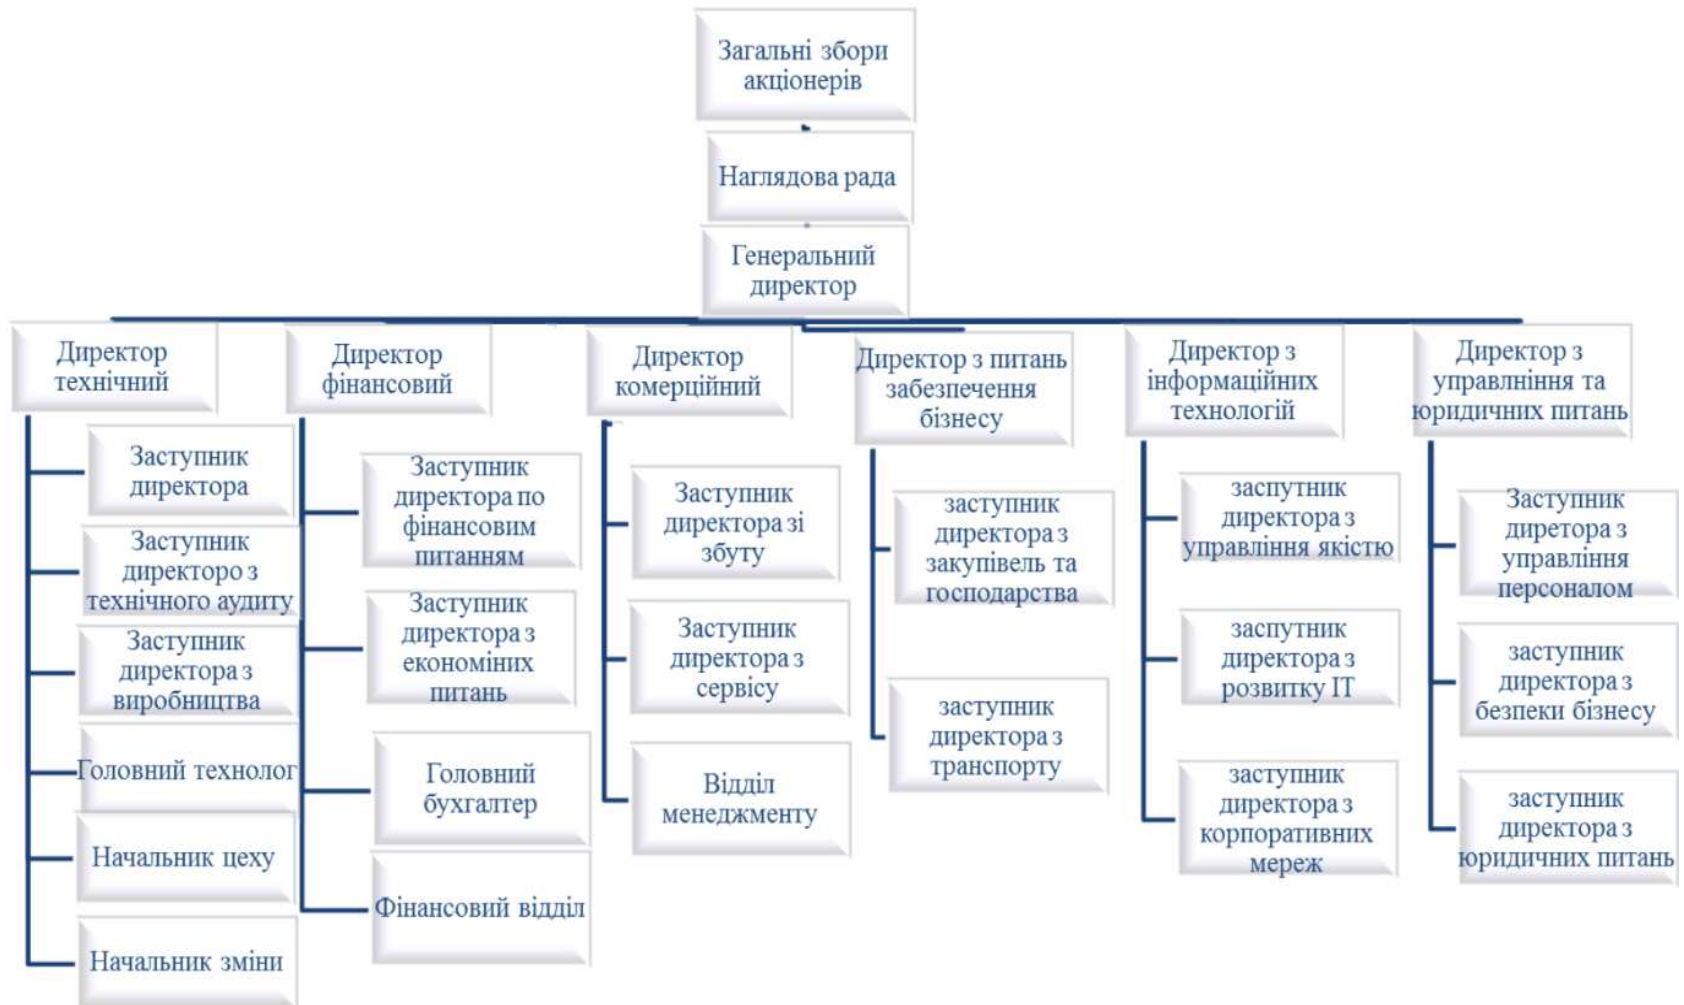 Загальні збори
акціонерів
Наглядова рада
Генеральний
директор
Директор
технічний
Заступник
директора
Заступник
директоро з
технічного аудиту
Заступник
директора з
виробництва
Головний технолог
Начальник цеху
Начальник зміни
Директор
фінансовий
Заступник
директора по
фінансовим
питанням
Заступник
директора з
економіних
питань
Головний
бухгалтер
Фінансовий відділ
Директор
комерційний
Заступник
директора зі
збуту
Заступник
директора з
сервісу
Відділ
менеджменту
Директор з питань
забезпечення
бізнесу
заступник
директора з
закупівель та
господарства
заступник
директора з
транспорту
Директор з
інформаційних
технологій
заспутник
директора з
управління якістю
заспутник
директора з
розвитку ІТ
заступник
директора з
корпоративних
мереж
Директор з
управлніння та
юридичних питань
Заступник
диретора з
управління
персоналом
заступник
директора з
безпеки бізнесу
заступник
директора з
юридичних питань